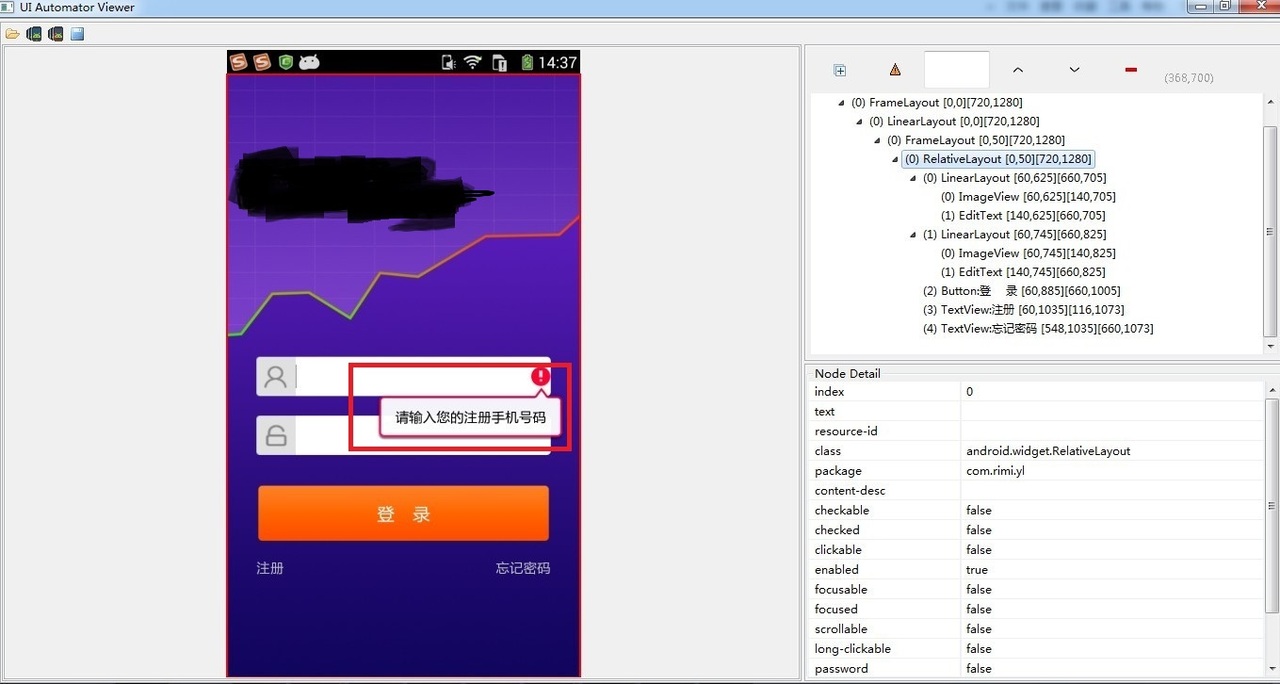 UI Automator Viewer
14:37
请输入您的注册手机号码
登 录
注册
忘记密码
(368,700)
(0) FrameLayout [0,0][720,1280]
(0) LinearLayout [0,0][720,1280]
(0) FrameLayout [0,50][720,1280]
(0) RelativeLayout [0,50][720,1280]
(0) LinearLayout [60,625][660,705]
(0) ImageView [60,625][140,705]
(1) EditText [140,625][660,705]
(1) LinearLayout [60,745][660,825]
(0) ImageView [60,745][140,825]
(1) EditText [140,745][660,825]
(2) Button:登 录 [60,885][660,1005]
(3) TextView:注册 [60,1035][116,1073]
(4) TextView:忘记密码 [548,1035][660,1073]
Node Detail
index 0
text
resource-id
class android.widget.RelativeLayout
package com.rimi.yl
content-desc
checkable false
checked false
clickable false
enabled true
focusable false
focused false
scrollable false
long-clickable false
password false